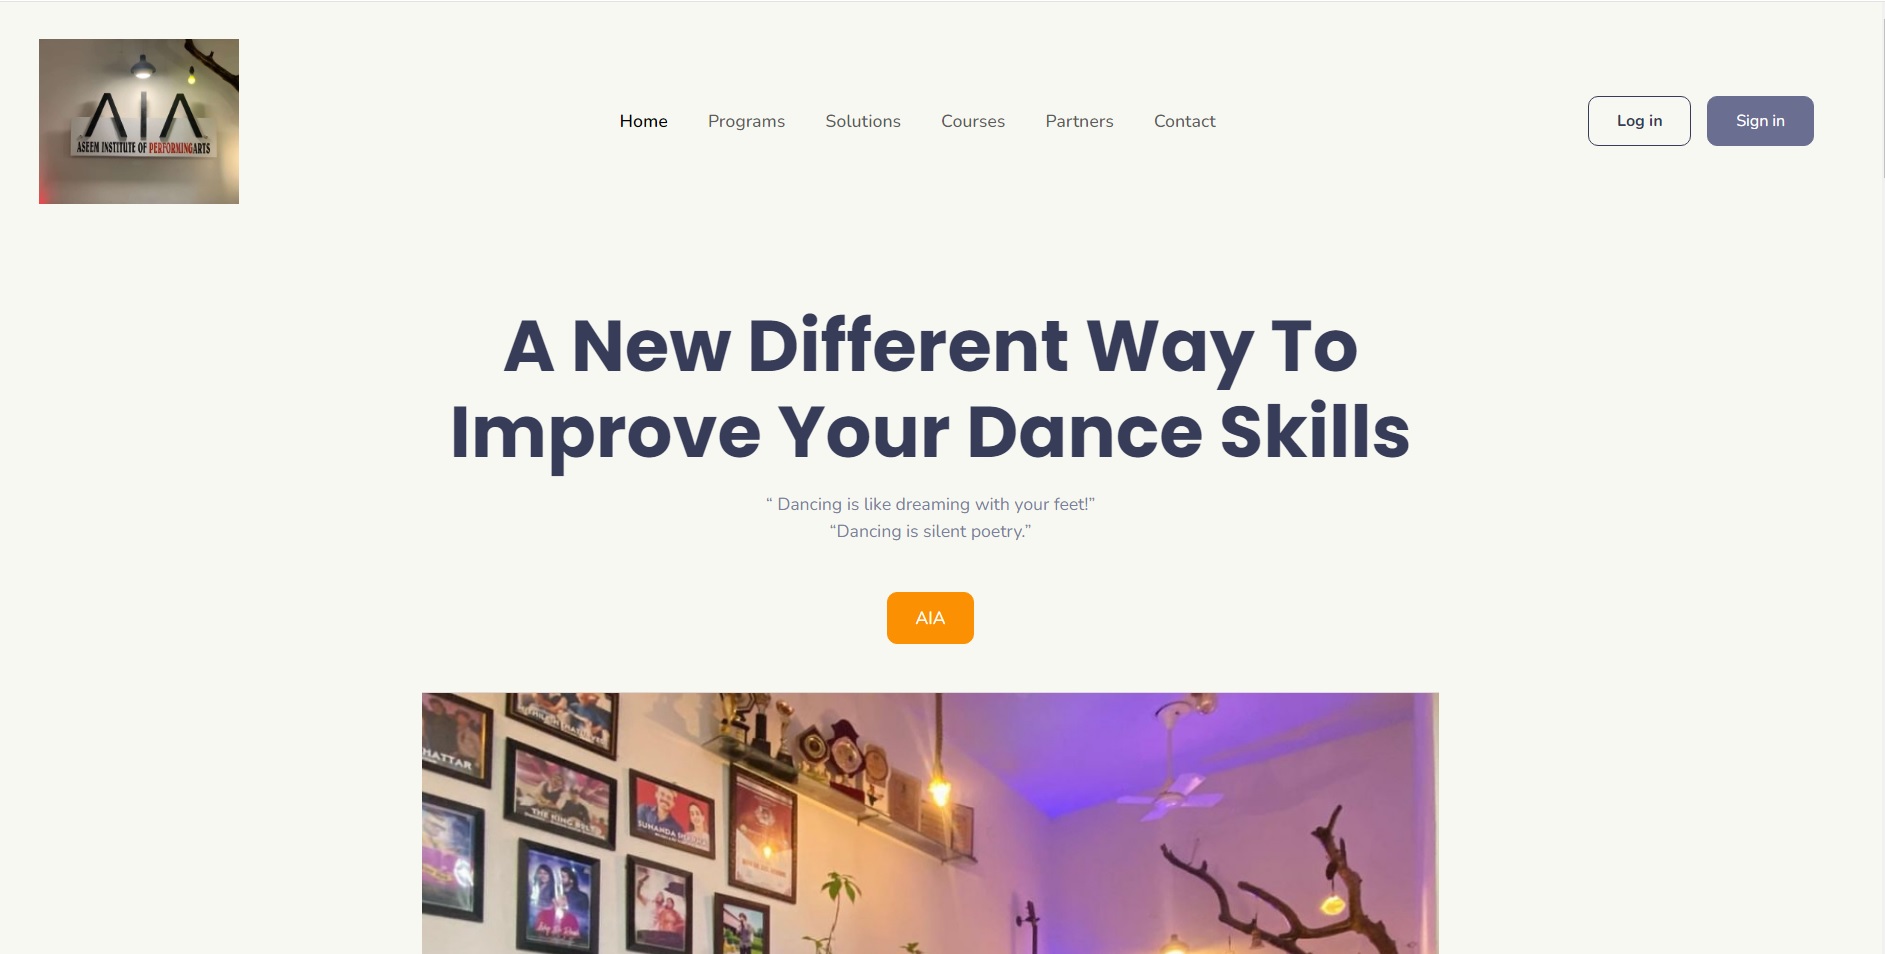 AIA
ASEEM INSTITUTE OF PERFORMINGARTS
Home
Programs
Solutions
Courses
Partners
Contact
Log in
Sign in
A New Different Way To
Improve Your Dance Skills
“ Dancing is like dreaming with your feet!”
“Dancing is silent poetry.”
AIA
HATTAR
THE KING BOLT
SUNANDA